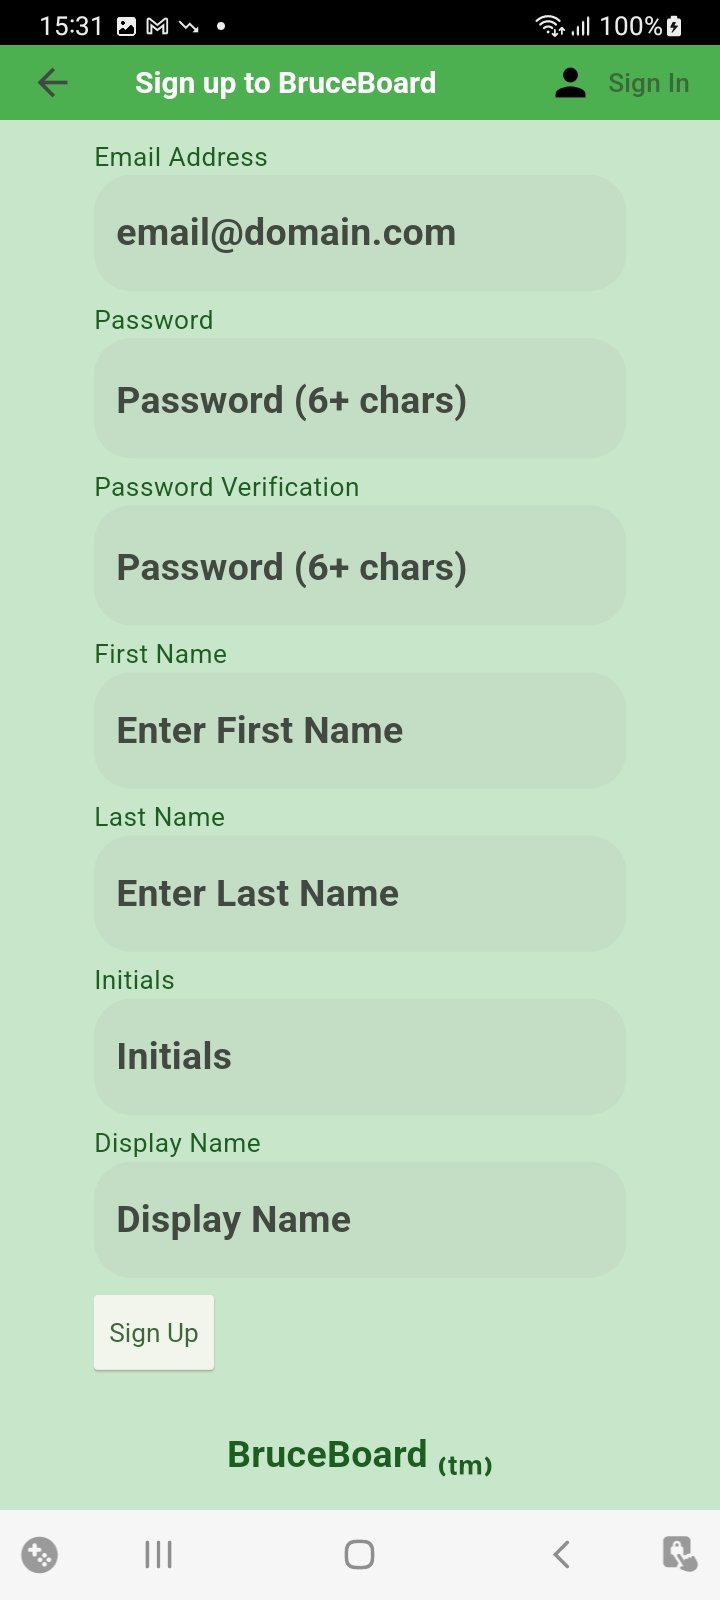 15:31 100%
Sign up to BruceBoard Sign In
Email Address
email@domain.com
Password
Password (6+ chars)
Password Verification
Password (6+ chars)
First Name
Enter First Name
Last Name
Enter Last Name
Initials
Initials
Display Name
Display Name
Sign Up
BruceBoard (tm)